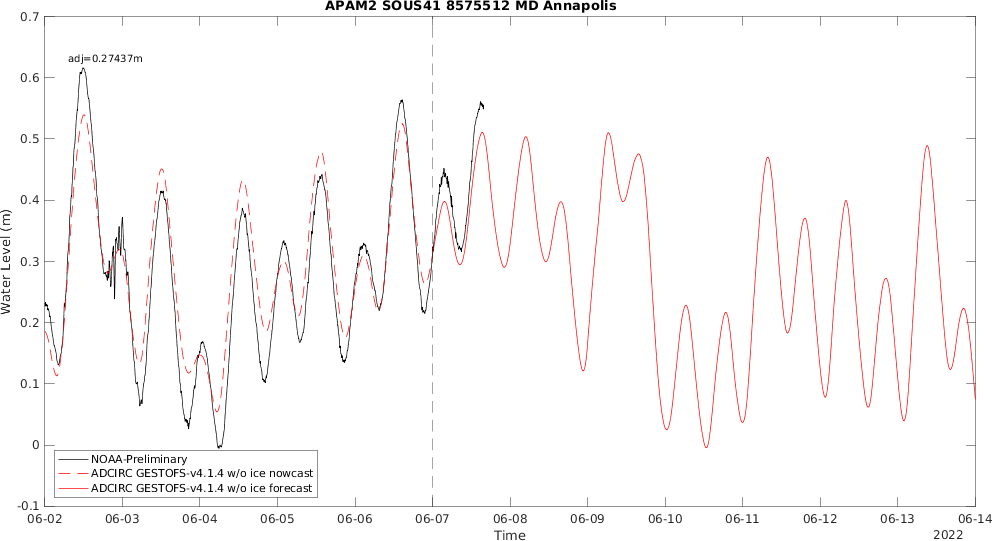 APAM2 SOUS41 8575512 MD Annapolis
adj=0.27437m
0.7
0.6
0.5
0.4
0.3
0.2
0.1
0
-0.1
Water Level (m)
NOAA-Preliminary
ADCIRC GESTOFS-v4.1.4 w/o ice nowcast
ADCIRC GESTOFS-v4.1.4 w/o ice forecast
06-02 06-03 06-04 06-05 06-06 06-07 06-08 06-09 06-10 06-11 06-12 06-13 06-14
Time
2022